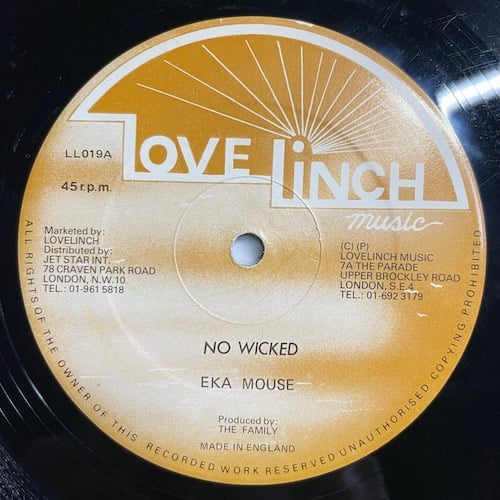 LOVE LiNCH
music
LL019A
45 r.p.m.
Marketed by:
LOVELINCH
Distributed by:
JET STAR INT.
78 CRAVEN PARK ROAD
LONDON, N.W.10
TEL.: 01-961 5818
(C) (P)
LOVELINCH MUSIC
7A THE PARADE
UPPER BROCKLEY ROAD
LONDON, S.E.4
TEL.: 01-692 3179
NO WICKED
EKA MOUSE
Produced by:
THE FAMILY
MADE IN ENGLAND
ALL RIGHTS OF THE OWNER OF THIS RECORDED WORK RESERVED UNAUTHORISED COPYING PROHIBITED